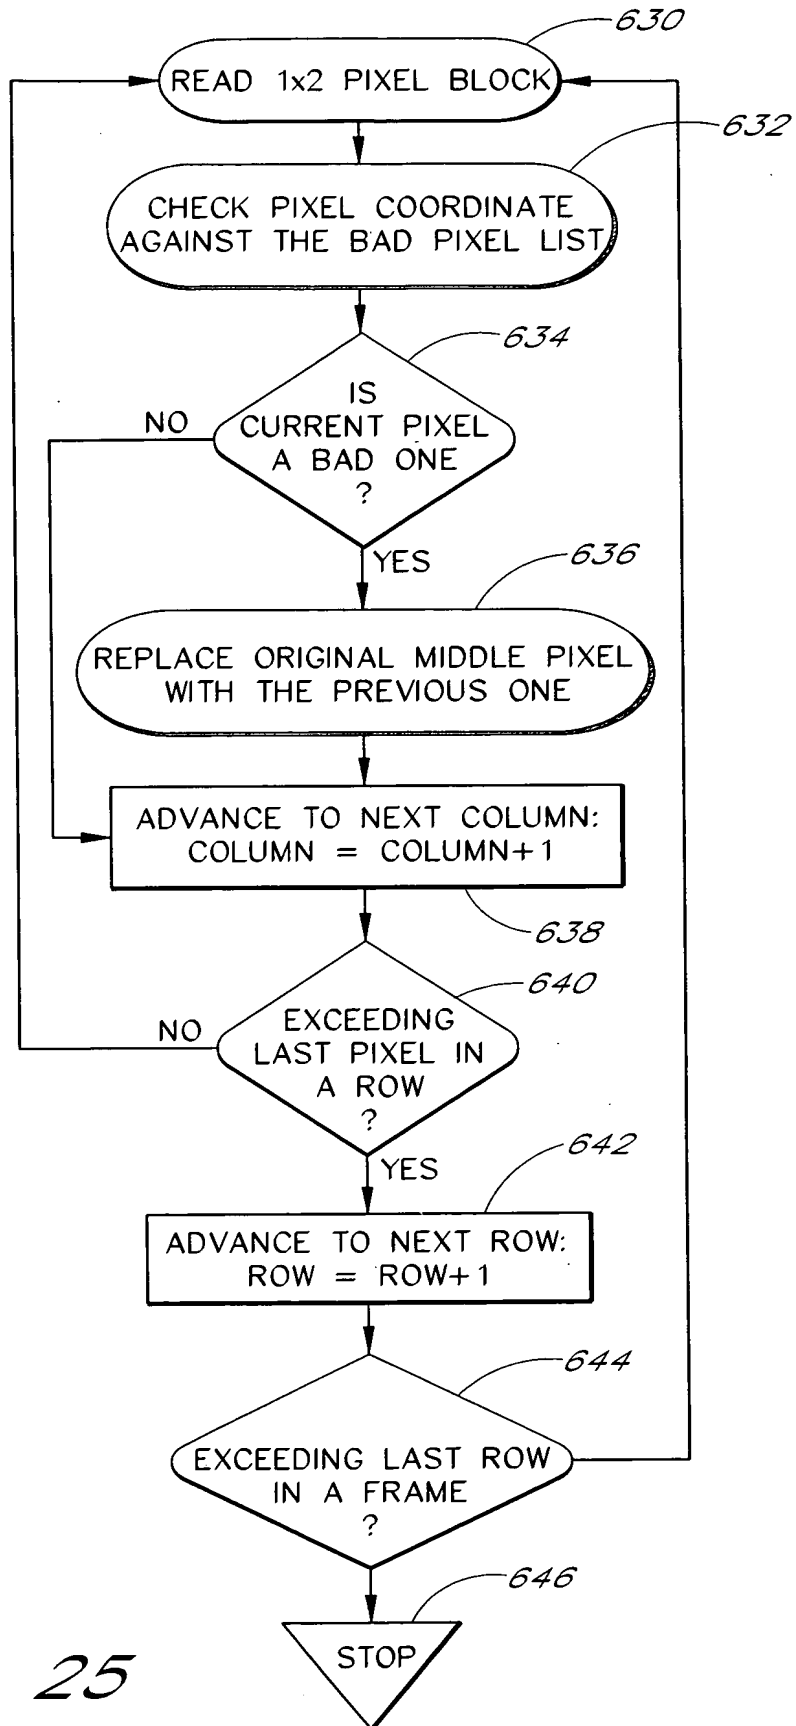 630
READ 1x2 PIXEL BLOCK
632
CHECK PIXEL COORDINATE
AGAINST THE BAD PIXEL LIST
634
IS
CURRENT PIXEL
A BAD ONE
?
NO
YES
636
REPLACE ORIGINAL MIDDLE PIXEL
WITH THE PREVIOUS ONE
ADVANCE TO NEXT COLUMN:
COLUMN = COLUMN+1
638
640
EXCEEDING
LAST PIXEL IN
A ROW
?
NO
YES
642
ADVANCE TO NEXT ROW:
ROW = ROW+1
644
EXCEEDING LAST ROW
IN A FRAME
?
646
STOP
25